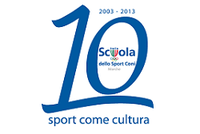 2003 - 2013
10
Scuola
dello Sport Coni
sport come cultura